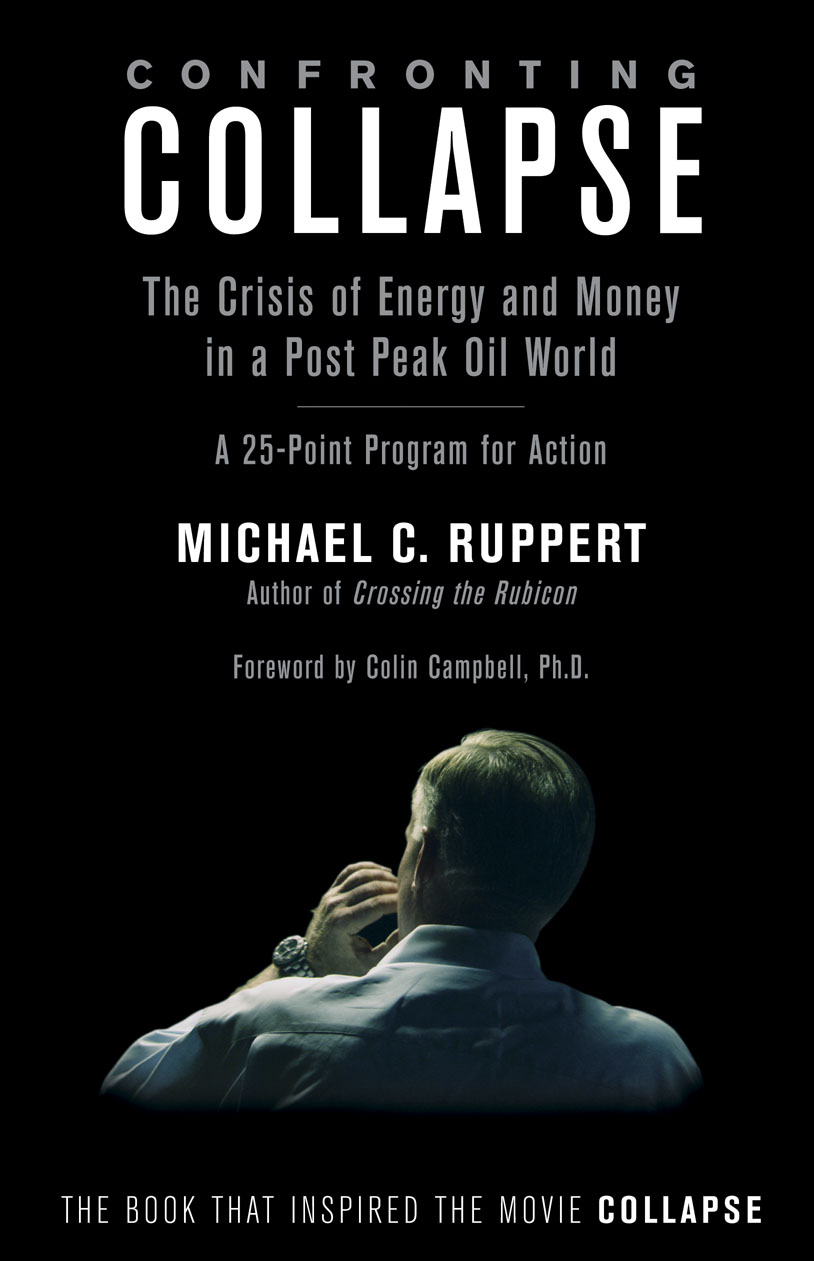 CONFRONTING
COLLAPSE
The Crisis of Energy and Money
in a Post Peak Oil World
A 25-Point Program for Action
MICHAEL C. RUPPERT
Author of Crossing the Rubicon
Foreword by Colin Campbell, Ph.D.
THE BOOK THAT INSPIRED THE MOVIE COLLAPSE